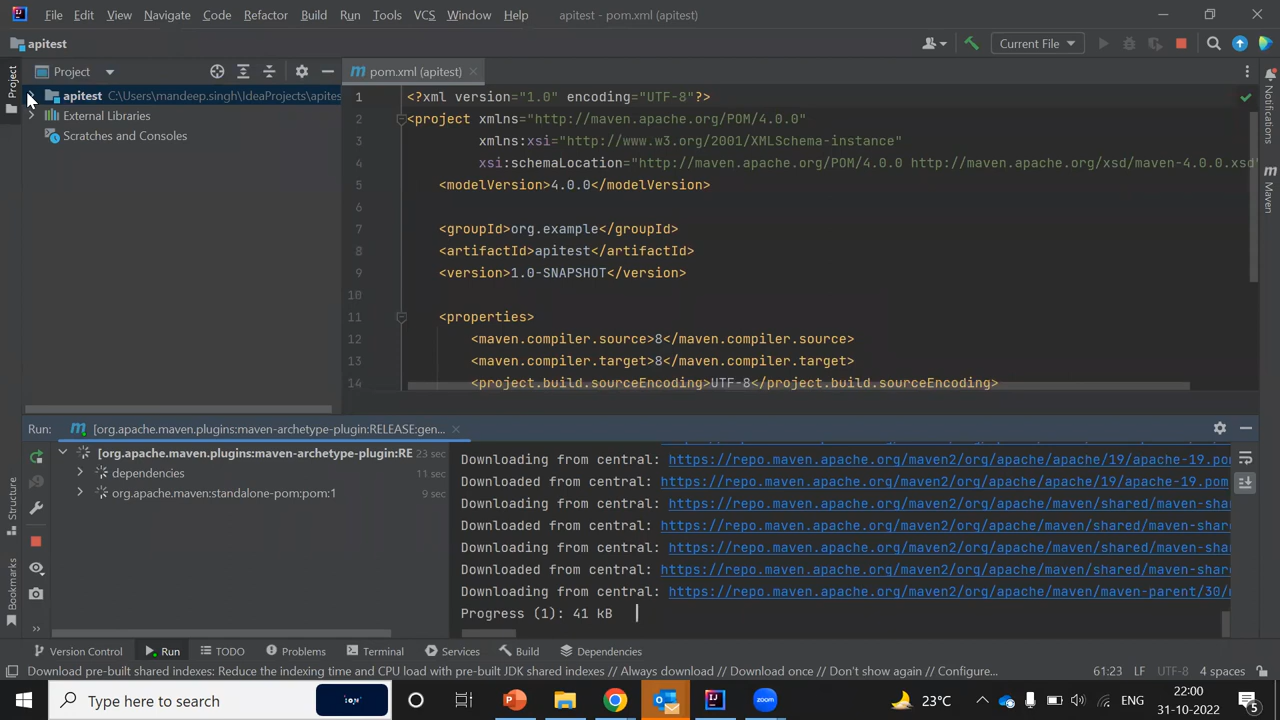 File Edit View Navigate Code Refactor Build Run Tools VCS Window Help apitest - pom.xml (apitest)
apitest
Current File
Project
Project
pom.xml (apitest)
apitest C:\Users\mandeep.singh\IdeaProjects\apites
External Libraries
Scratches and Consoles
1 <?xml version="1.0" encoding="UTF-8"?>
2 <project xmlns="http://maven.apache.org/POM/4.0.0"
3 xmlns:xsi="http://www.w3.org/2001/XMLSchema-instance"
4 xsi:schemaLocation="http://maven.apache.org/POM/4.0.0 http://maven.apache.org/xsd/maven-4.0.0.xsd"
5 <modelVersion>4.0.0</modelVersion>
6
7 <groupId>org.example</groupId>
8 <artifactId>apitest</artifactId>
9 <version>1.0-SNAPSHOT</version>
10
11 <properties>
12 <maven.compiler.source>8</maven.compiler.source>
13 <maven.compiler.target>8</maven.compiler.target>
14 <project.build.sourceEncoding>UTF-8</project.build.sourceEncoding>
Notifications
Maven
Structure
Bookmarks
Run: [org.apache.maven.plugins:maven-archetype-plugin:RELEASE:gen...
[org.apache.maven.plugins:maven-archetype-plugin:RE 23 sec
dependencies 11 sec
org.apache.maven:standalone-pom:pom:1 9 sec
Downloading from central: https://repo.maven.apache.org/maven2/org/apache/apache/19/apache-19.pom
Downloaded from central: https://repo.maven.apache.org/maven2/org/apache/apache/19/apache-19.pom
Downloading from central: https://repo.maven.apache.org/maven2/org/apache/maven/shared/maven-sha
Downloaded from central: https://repo.maven.apache.org/maven2/org/apache/maven/shared/maven-shar
Downloading from central: https://repo.maven.apache.org/maven2/org/apache/maven/shared/maven-sha
Downloaded from central: https://repo.maven.apache.org/maven2/org/apache/maven/shared/maven-shar
Downloading from central: https://repo.maven.apache.org/maven2/org/apache/maven/maven-parent/30/m
Progress (1): 41 kB
Version Control Run TODO Problems Terminal Services Build Dependencies
Download pre-built shared indexes: Reduce the indexing time and CPU load with pre-built JDK shared indexes // Always download // Download once // Don't show again // Configure... 61:23 LF UTF-8 4 spaces
Type here to search
23°C ENG 22:00 31-10-2022 5